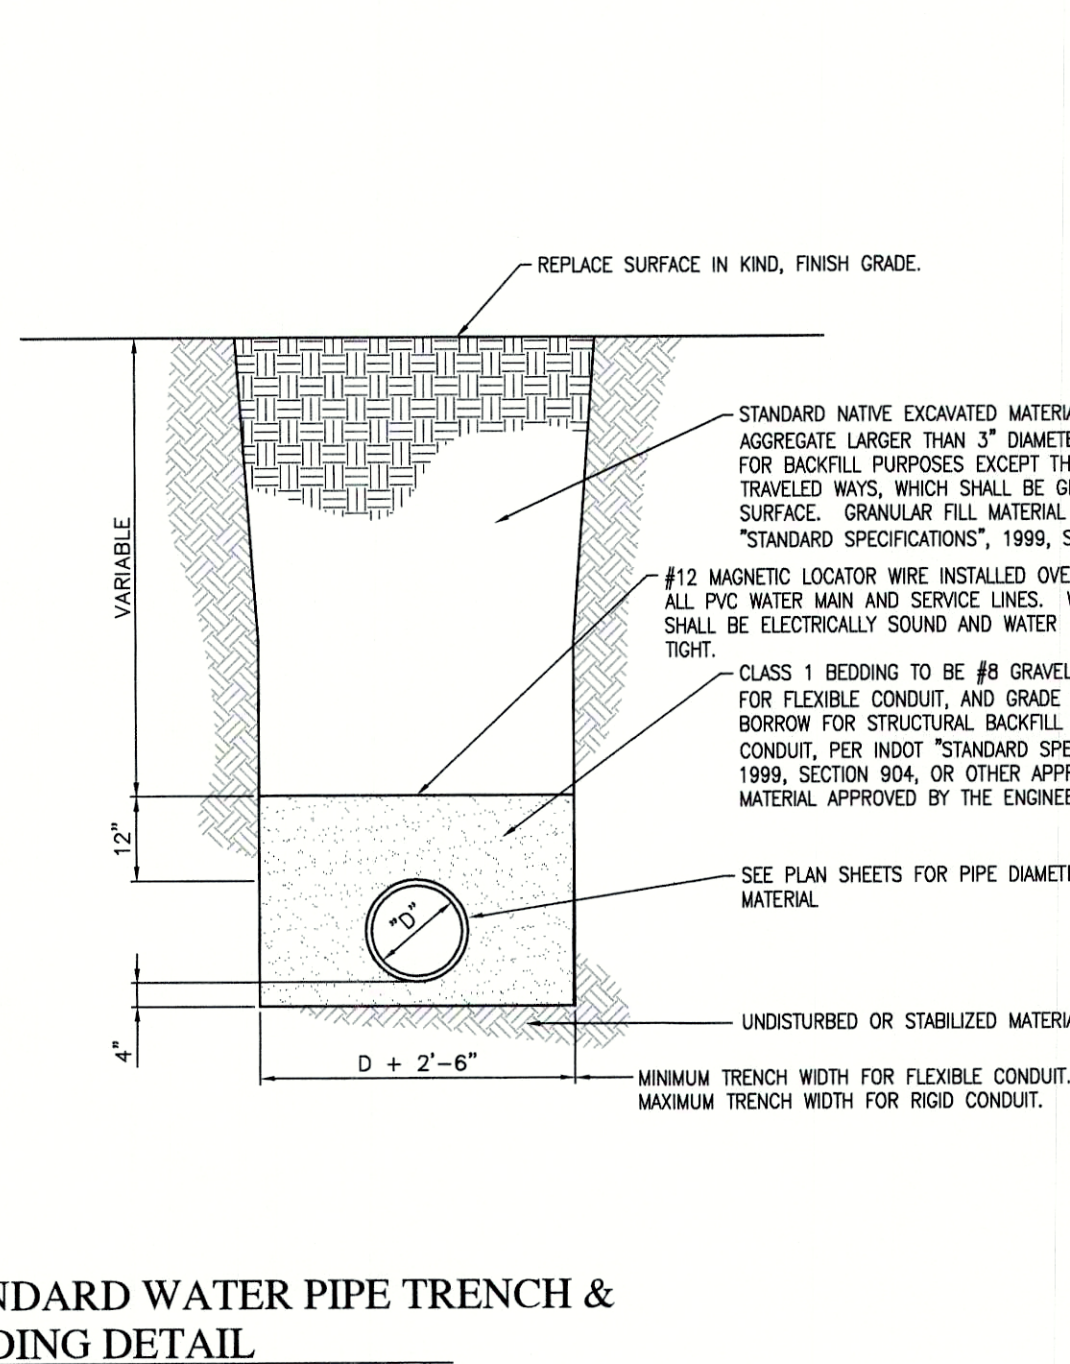 REPLACE SURFACE IN KIND, FINISH GRADE.
STANDARD NATIVE EXCAVATED
AGGREGATE LARGER THAN 3"
FOR BACKFILL PURPOSES EXCEPT
TRAVELED WAYS, WHICH SHALL BE
SURFACE. GRANULAR FILL MATERIAL
"STANDARD SPECIFICATIONS", 1999,
VARIABLE
#12 MAGNETIC LOCATOR WIRE INSTALLED
ALL PVC WATER MAIN AND SERVICE LINES.
SHALL BE ELECTRICALLY SOUND AND WATER
TIGHT.
CLASS 1 BEDDING TO BE #8 GRAVEL
FOR FLEXIBLE CONDUIT, AND GRADE
BORROW FOR STRUCTURAL BACKFILL
CONDUIT, PER INDOT "STANDARD
1999, SECTION 904, OR OTHER
MATERIAL APPROVED BY THE
12"
"D"
SEE PLAN SHEETS FOR PIPE
MATERIAL
4"
UNDISTURBED OR STABILIZED
D + 2'-6"
MINIMUM TRENCH WIDTH FOR FLEXIBLE CONDUIT.
MAXIMUM TRENCH WIDTH FOR RIGID CONDUIT.
WATER PIPE TRENCH &
DETAIL